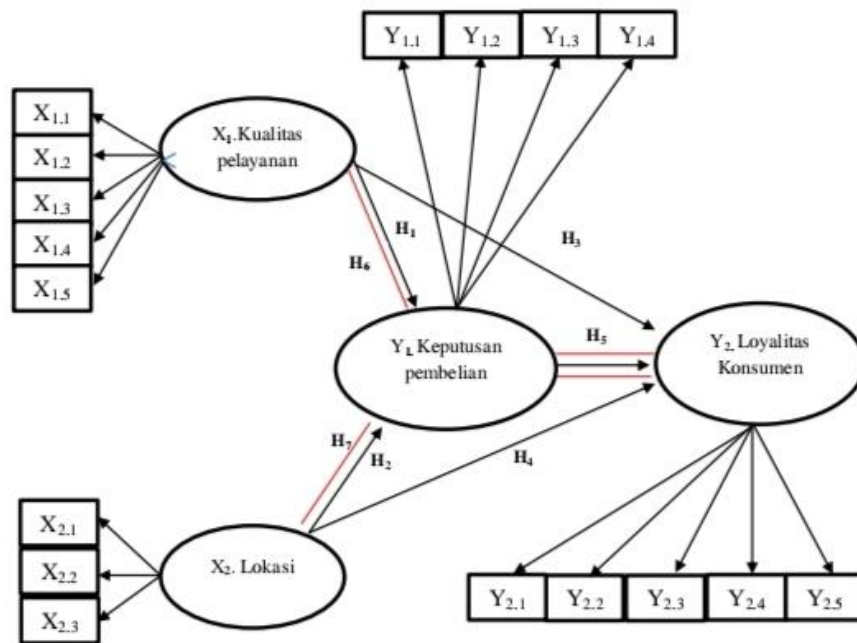 Y1.1 Y1.2 Y1.3 Y1.4
X1.1
X1.2
X1.3
X1.4
X1.5
X1.Kualitas
pelayanan
H1
H3
H6
Y1.Keputusan
pembelian
H5
Y2. Loyalitas
Konsumen
H7
H2
H4
X2.1
X2.2
X2.3
X2. Lokasi
Y2.1 Y2.2 Y2.3 Y2.4 Y2.5